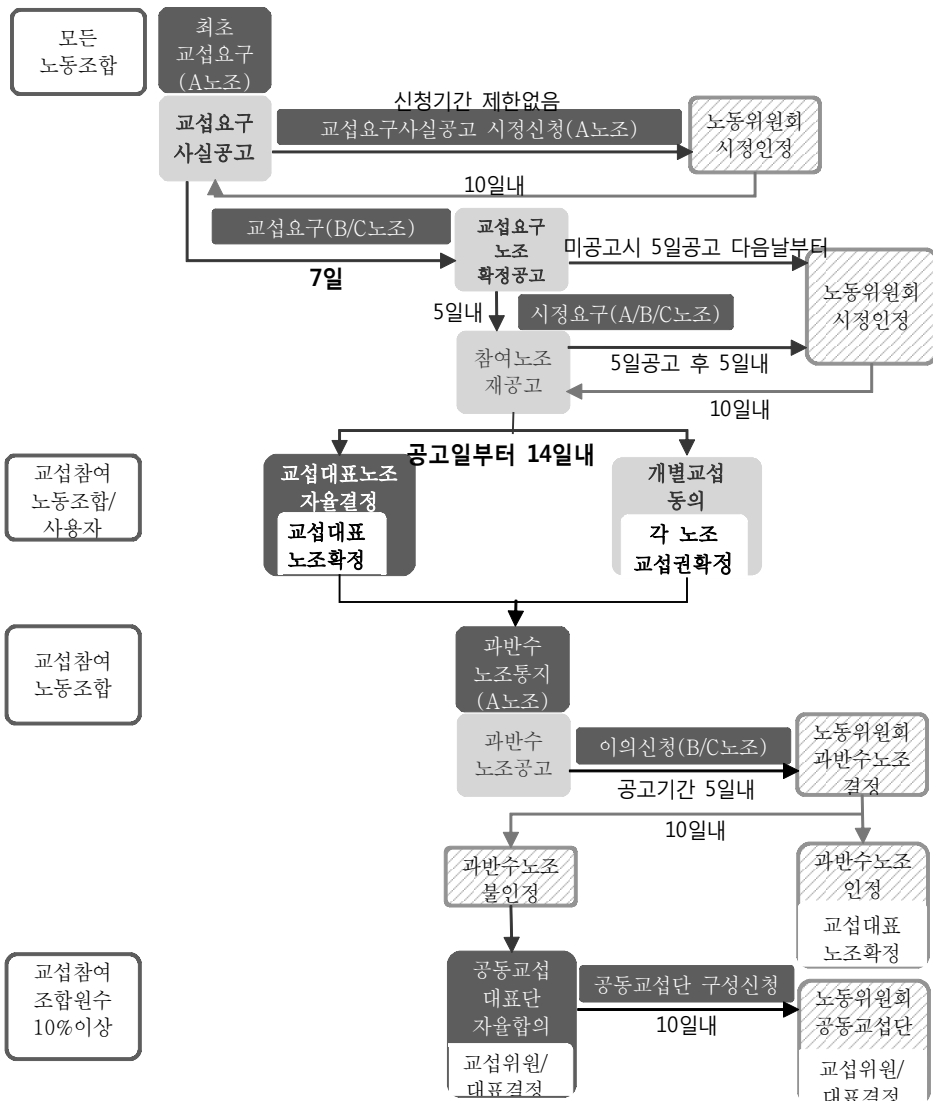 모든
노동조합
최초
교섭요구
(A노조)
교섭요구
사실공고
신청기간 제한없음
교섭요구사실공고 시정신청(A노조)
노동위원회
시정인정
10일내
교섭요구(B/C노조)
7일
교섭요구
노조
확정공고
미공고시 5일공고 다음날부터
노동위원회
시정인정
5일내
시정요구(A/B/C노조)
참여노조
재공고
5일공고 후 5일내
10일내
공고일부터 14일내
교섭참여
노동조합/
사용자
교섭대표노조
자율결정
교섭대표
노조확정
개별교섭
동의
각 노조
교섭권확정
교섭참여
노동조합
과반수
노조통지
(A노조)
과반수
노조공고
이의신청(B/C노조)
공고기간 5일내
노동위원회
과반수노조
결정
10일내
과반수노조
불인정
과반수노조
인정
교섭대표
노조확정
교섭참여
조합원수
10%이상
공동교섭
대표단
자율합의
교섭위원/
대표결정
공동교섭단 구성신청
10일내
노동위원회
공동교섭단
교섭위원/
대표결정